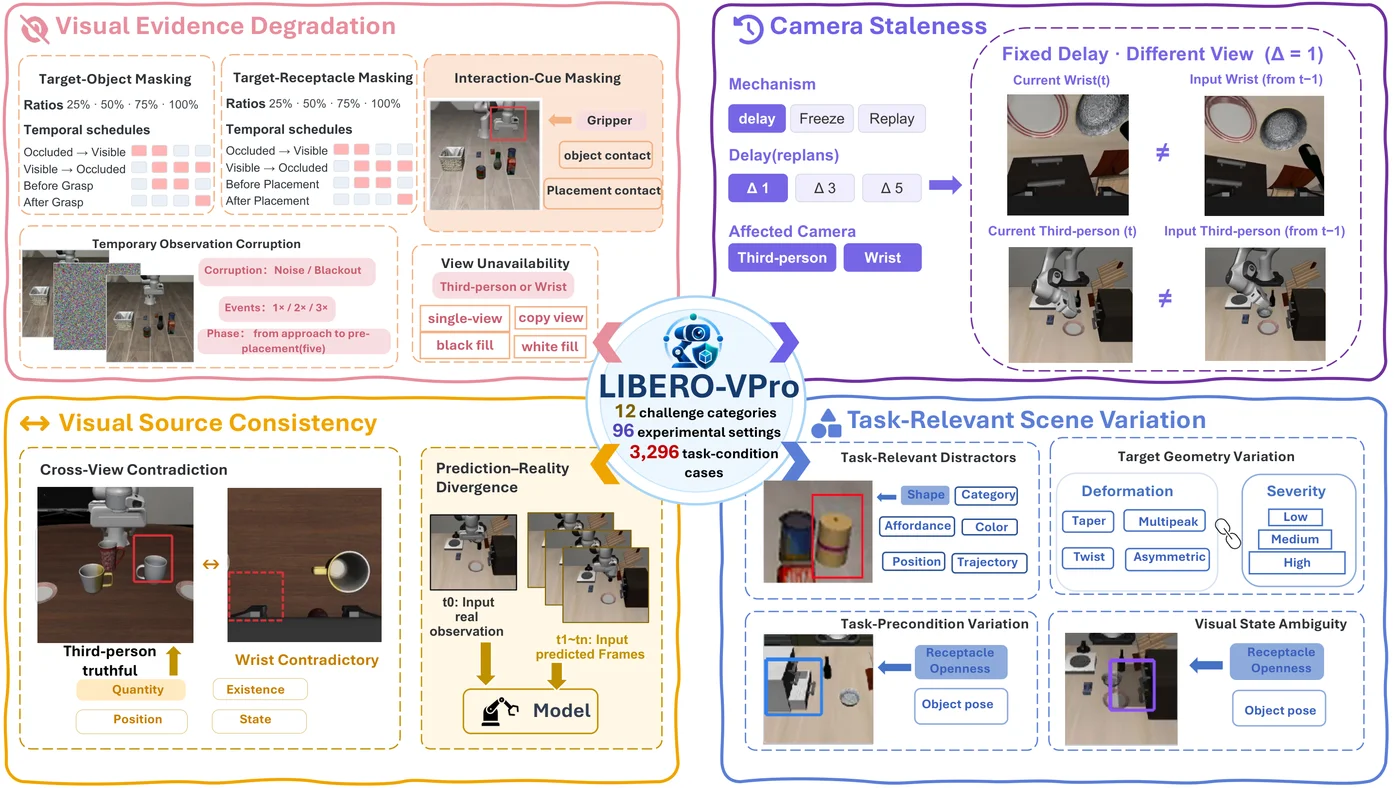 Visual Evidence Degradation
Target-Object Masking
Ratios 25% · 50% · 75% · 100%
Temporal schedules
Occluded → Visible
Visible → Occluded
Before Grasp
After Grasp
Target-Receptacle Masking
Ratios 25% · 50% · 75% · 100%
Temporal schedules
Occluded → Visible
Visible → Occluded
Before Placement
After Placement
Interaction-Cue Masking
Gripper
object contact
Placement contact
Temporary Observation Corruption
Corruption: Noise / Blackout
Events: 1× / 2× / 3×
Phase: from approach to pre-
placement(five)
View Unavailability
Third-person or Wrist
single-view
copy view
black fill
white fill
Camera Staleness
Mechanism
delay
Freeze
Replay
Delay(replans)
Δ 1
Δ 3
Δ 5
Affected Camera
Third-person
Wrist
Fixed Delay · Different View (Δ = 1)
Current Wrist(t)
Input Wrist (from t−1)
≠
Current Third-person (t)
Input Third-person (from t−1)
≠
LIBERO-VPro
12 challenge categories
96 experimental settings
3,296 task-condition
cases
Visual Source Consistency
Cross-View Contradiction
Third-person
truthful
Wrist Contradictory
Quantity
Existence
Position
State
Prediction–Reality
Divergence
t0: Input
real
observation
t1~tn: Input
predicted Frames
Model
Task-Relevant Scene Variation
Task-Relevant Distractors
Shape
Category
Affordance
Color
Position
Trajectory
Target Geometry Variation
Deformation
Taper
Multipeak
Twist
Asymmetric
Severity
Low
Medium
High
Task-Precondition Variation
Receptacle
Openness
Object pose
Visual State Ambiguity
Receptacle
Openness
Object pose